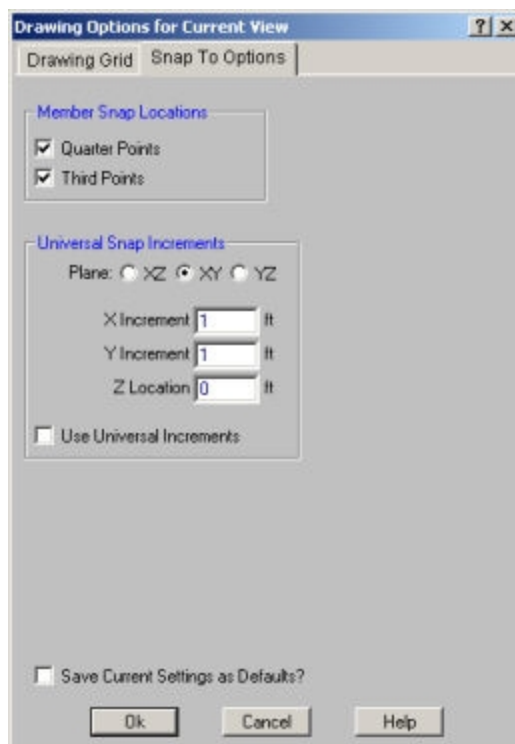 Drawing Options for Current View
Drawing Grid Snap To Options
Member Snap Locations
Quarter Points
Third Points
Universal Snap Increments
Plane: XZ XY YZ
X Increment 1 ft
Y Increment 1 ft
Z Location 0 ft
Use Universal Increments
Save Current Settings as Defaults?
Ok Cancel Help